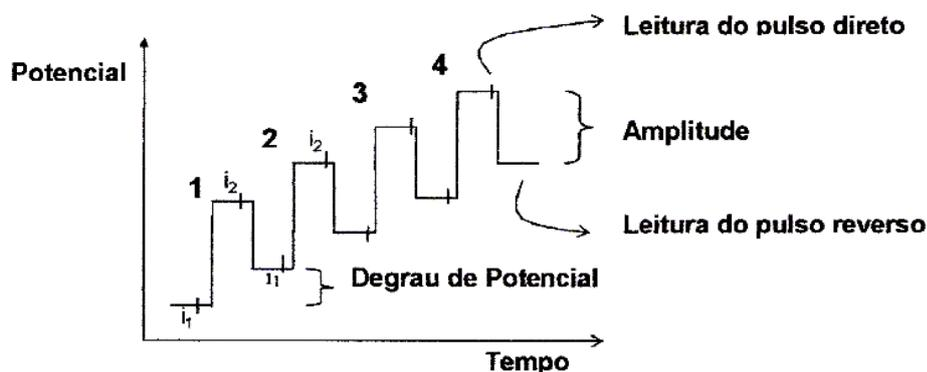 Leitura do pulso direto
Potencial
4
3
Amplitude
2
i2
1
i2
Leitura do pulso reverso
i1
Degrau de Potencial
i1
Tempo